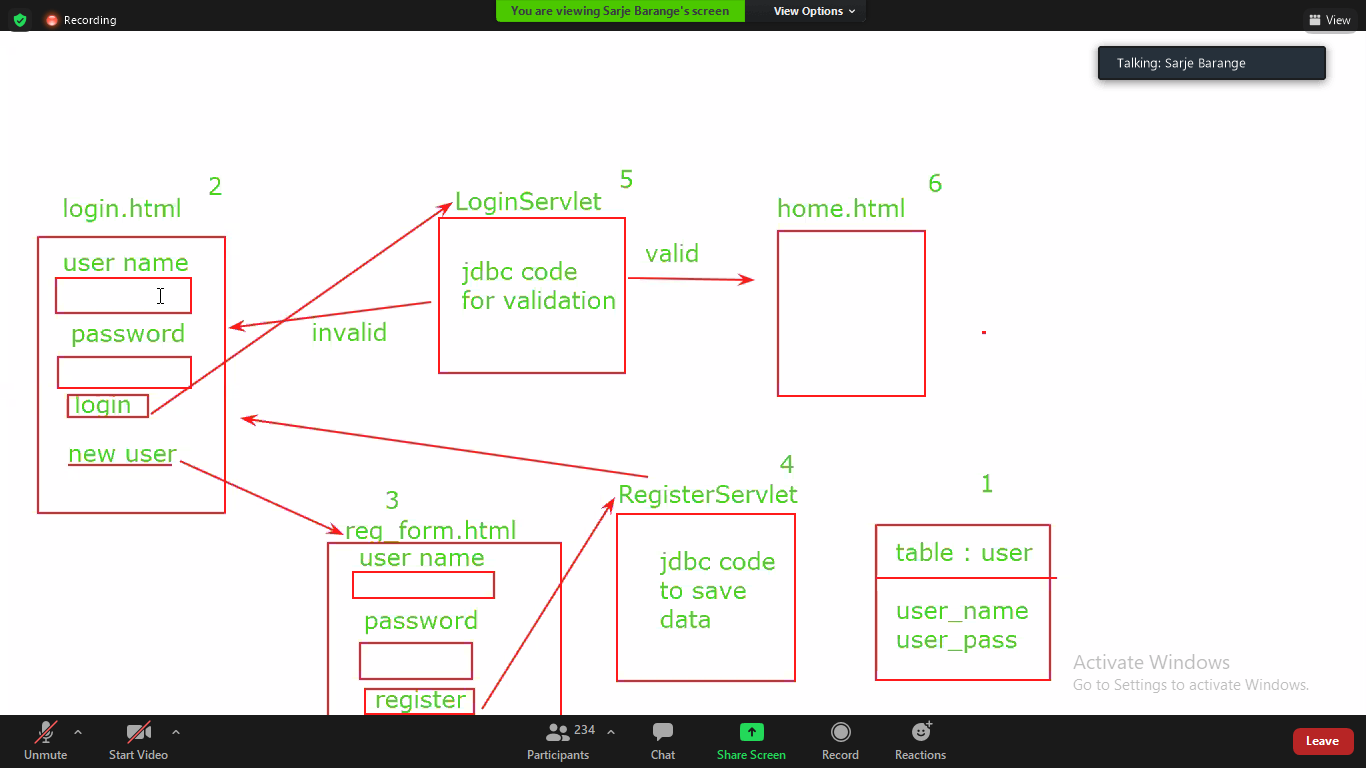 Recording
You are viewing Sarje Barange's screen
View Options
View
Talking: Sarje Barange
2
login.html
user name
password
login
new user
5
LoginServlet
jdbc code
for validation
valid
invalid
6
home.html
3
reg_form.html
user name
password
register
4
RegisterServlet
jdbc code
to save
data
1
table : user
user_name
user_pass
Activate Windows
Go to Settings to activate Windows.
Unmute
Start Video
234
Participants
Chat
Share Screen
Record
Reactions
Leave